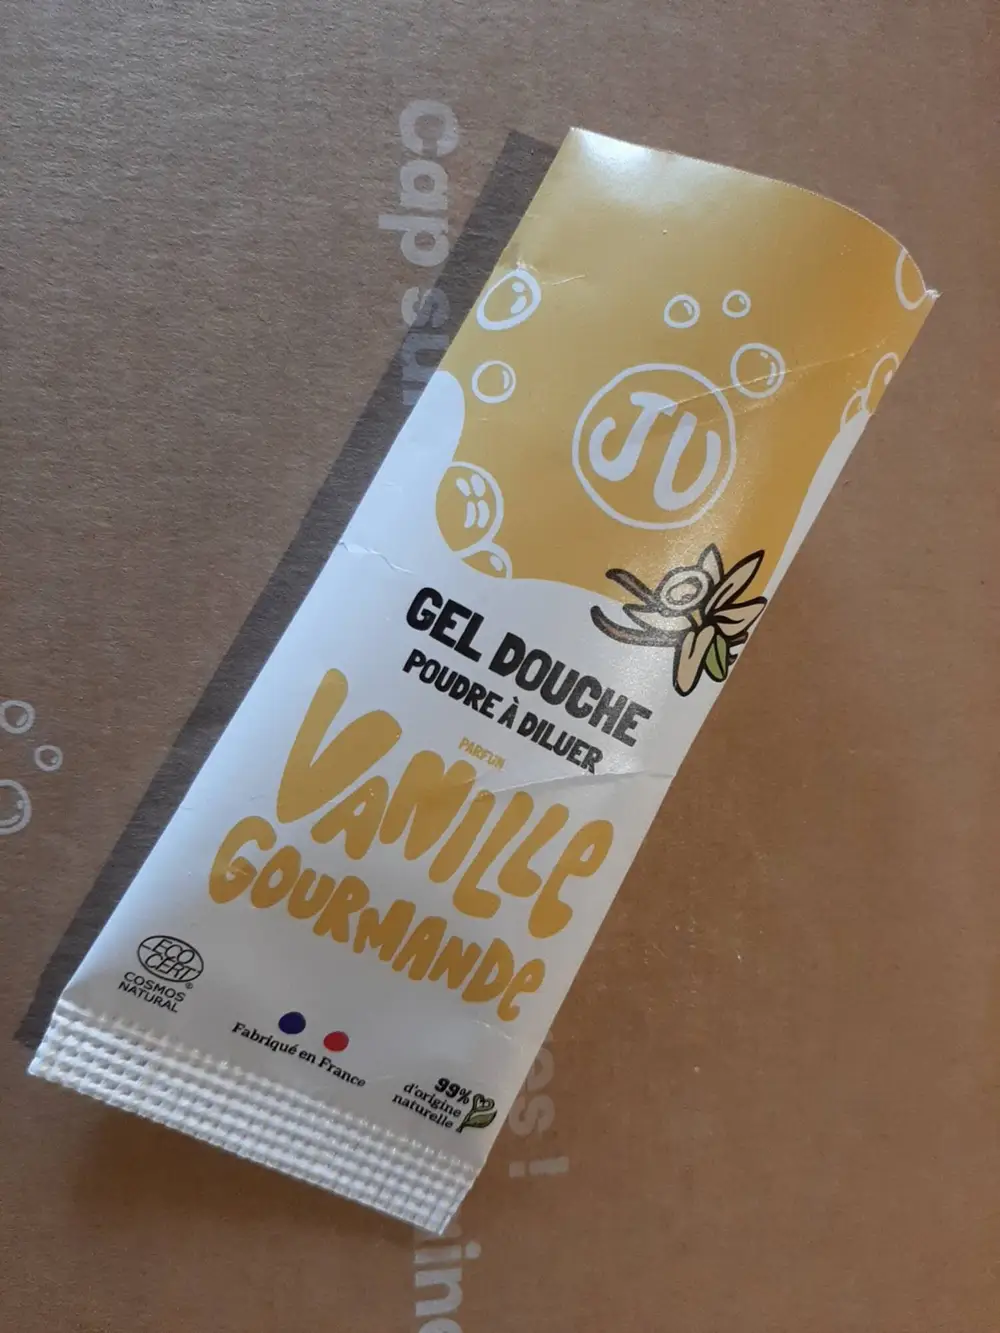 cap sur
JU
GEL DOUCHE
POUDRE À DILUER
PARFUM
VANILLE
GOURMANDE
ECO
CERT
®
COSMOS
NATURAL
Fabriqué en France
99%
d'origine
naturelle